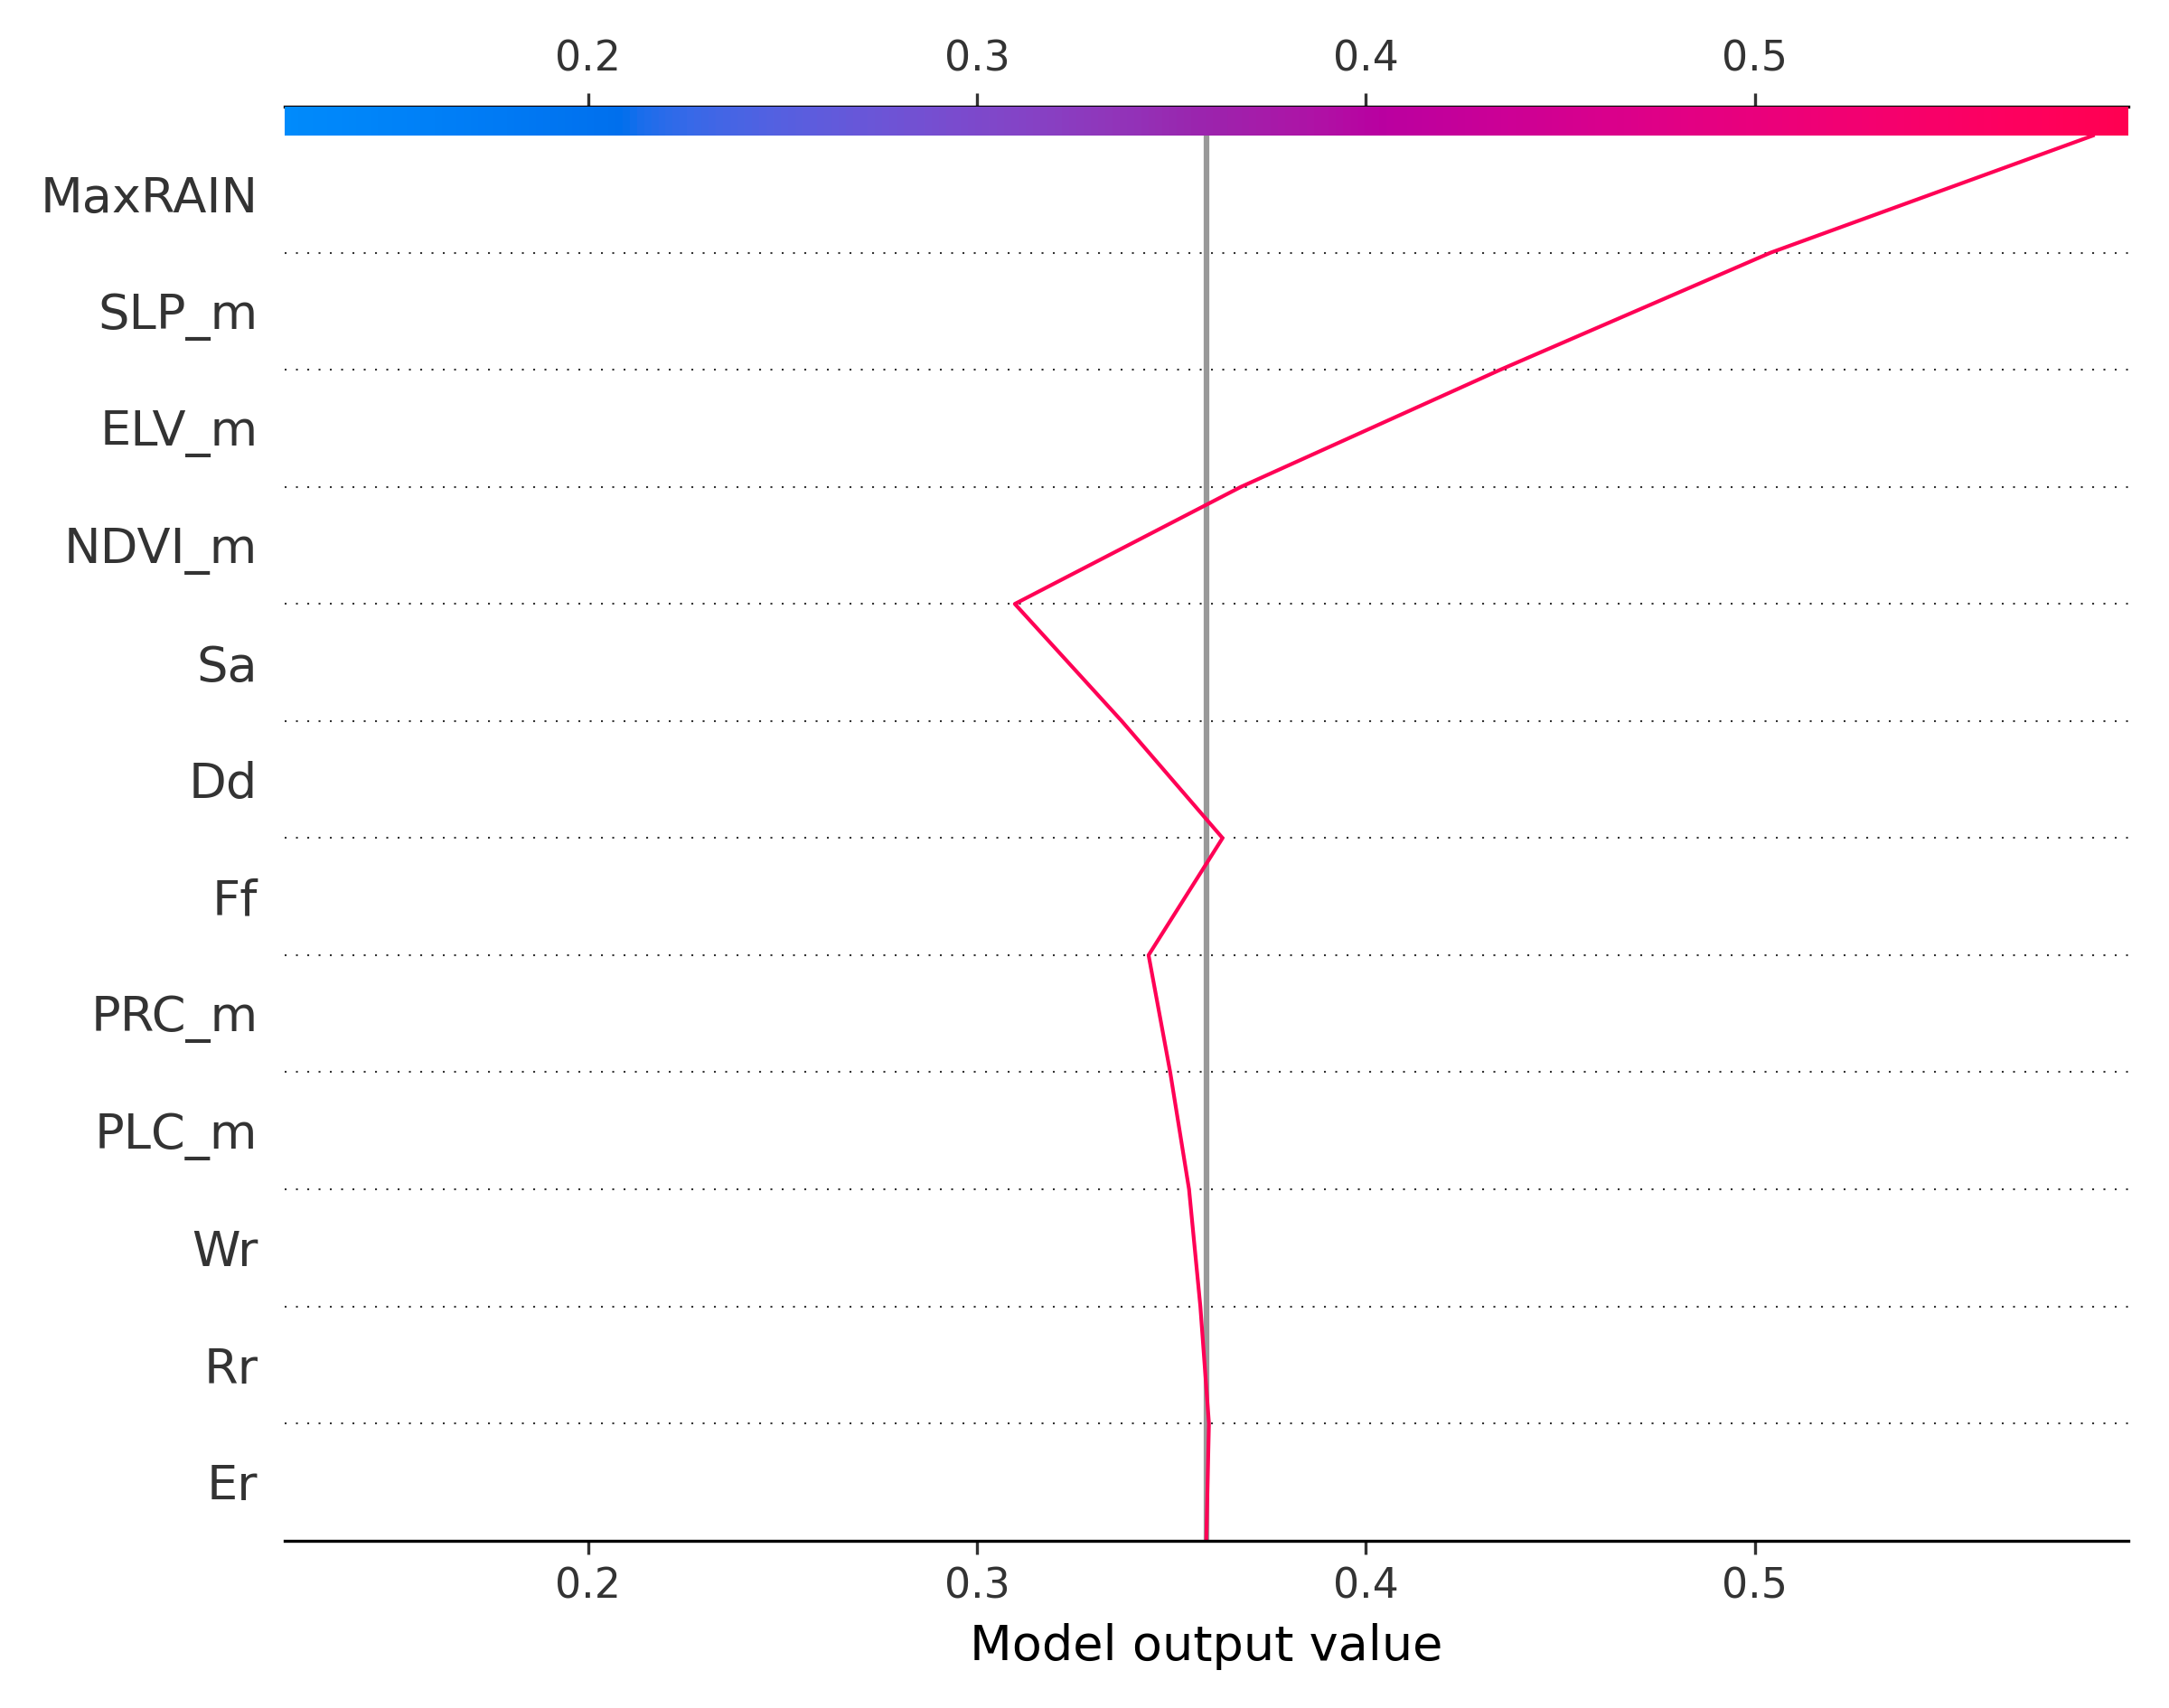 0.2 0.3 0.4 0.5
MaxRAIN
SLP_m
ELV_m
NDVI_m
Sa
Dd
Ff
PRC_m
PLC_m
Wr
Rr
Er
0.2 0.3 0.4 0.5
Model output value